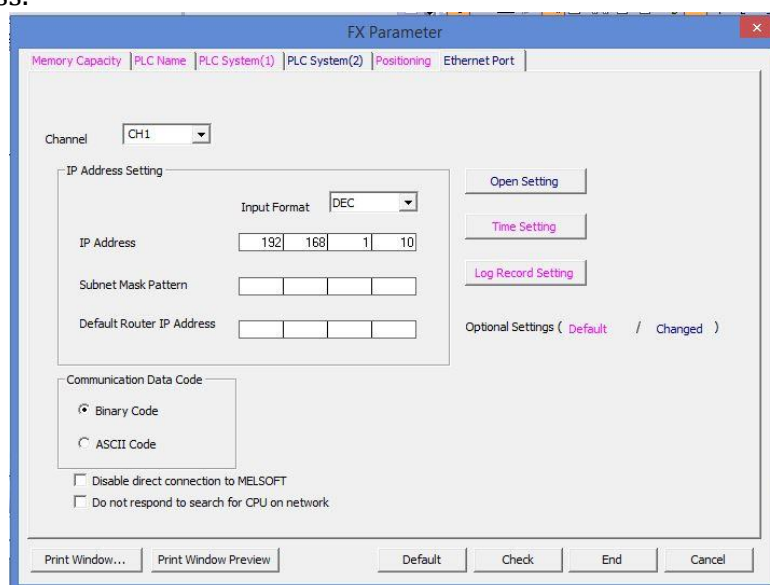 ss.
FX Parameter
Memory Capacity PLC Name PLC System(1) PLC System(2) Positioning Ethernet Port
Channel CH1
IP Address Setting
Input Format DEC
IP Address 192 168 1 10
Subnet Mask Pattern
Default Router IP Address
Open Setting
Time Setting
Log Record Setting
Optional Settings ( Default / Changed )
Communication Data Code
Binary Code
ASCII Code
Disable direct connection to MELSOFT
Do not respond to search for CPU on network
Print Window... Print Window Preview Default Check End Cancel